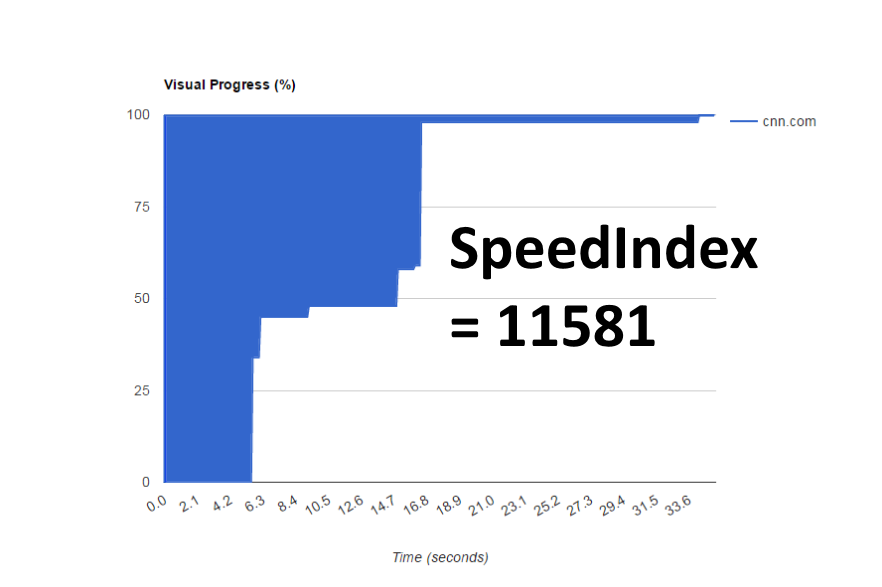 Visual Progress (%)
100
cnn.com
75
SpeedIndex
50
= 11581
25
0
0.0 2.1 4.2 6.3 8.4 10.5 12.6 14.7 16.8 18.9 21.0 23.1 25.2 27.3 29.4 31.5 33.6
Time (seconds)